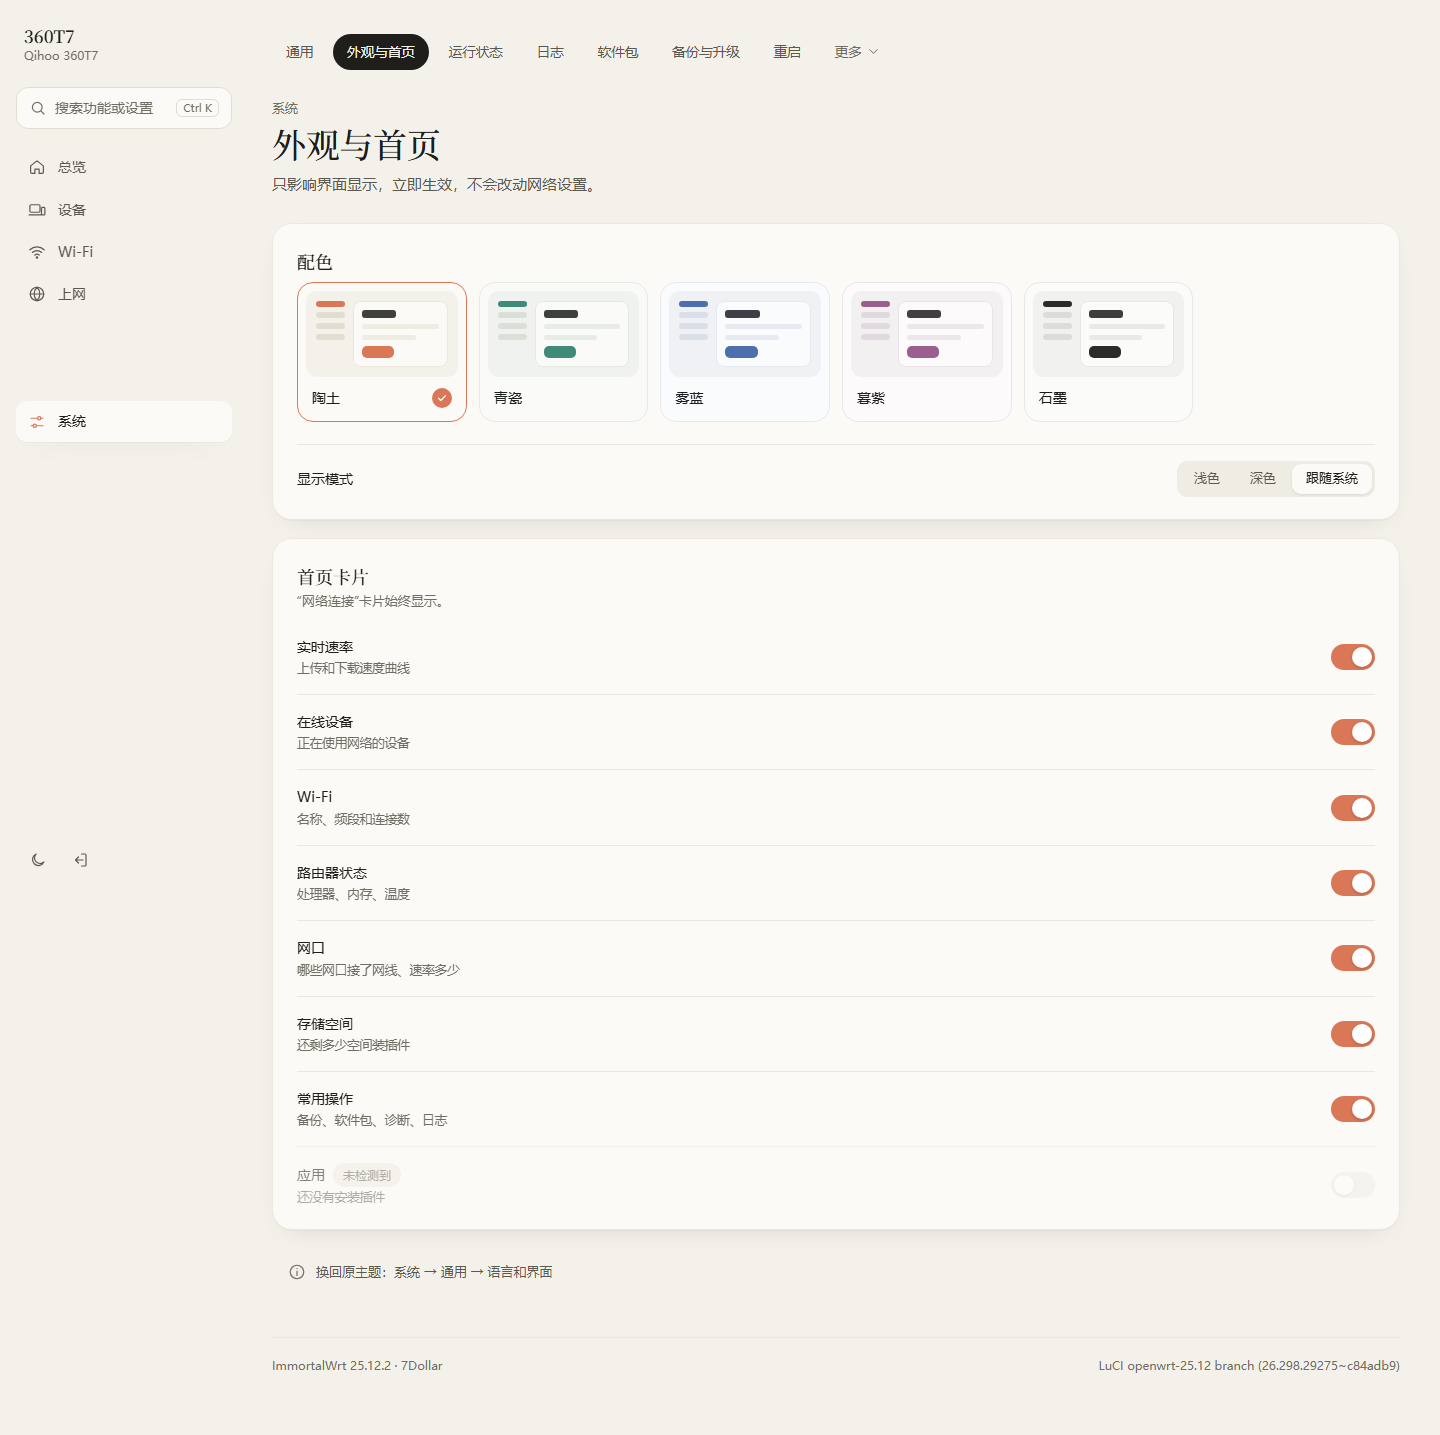 360T7
Qihoo 360T7
搜索功能或设置 Ctrl K
总览
设备
Wi-Fi
上网
系统
通用 外观与首页 运行状态 日志 软件包 备份与升级 重启 更多
系统
外观与首页
只影响界面显示，立即生效，不会改动网络设置。
配色
陶土 青瓷 雾蓝 暮紫 石墨
显示模式 浅色 深色 跟随系统
首页卡片
“网络连接”卡片始终显示。
实时速率
上传和下载速度曲线
在线设备
正在使用网络的设备
Wi-Fi
名称、频段和连接数
路由器状态
处理器、内存、温度
网口
哪些网口接了网线、速率多少
存储空间
还剩多少空间装插件
常用操作
备份、软件包、诊断、日志
应用 未检测到
还没有安装插件
换回原主题：系统 → 通用 → 语言和界面
ImmortalWrt 25.12.2 · 7Dollar
LuCI openwrt-25.12 branch (26.298.29275~c84adb9)